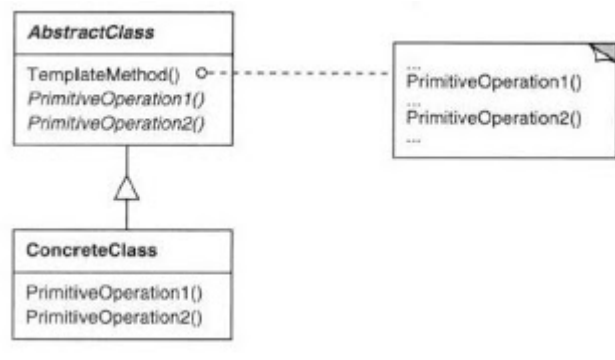 AbstractClass
TemplateMethod()
PrimitiveOperation1()
PrimitiveOperation2()
...
PrimitiveOperation1()
...
PrimitiveOperation2()
...
ConcreteClass
PrimitiveOperation1()
PrimitiveOperation2()